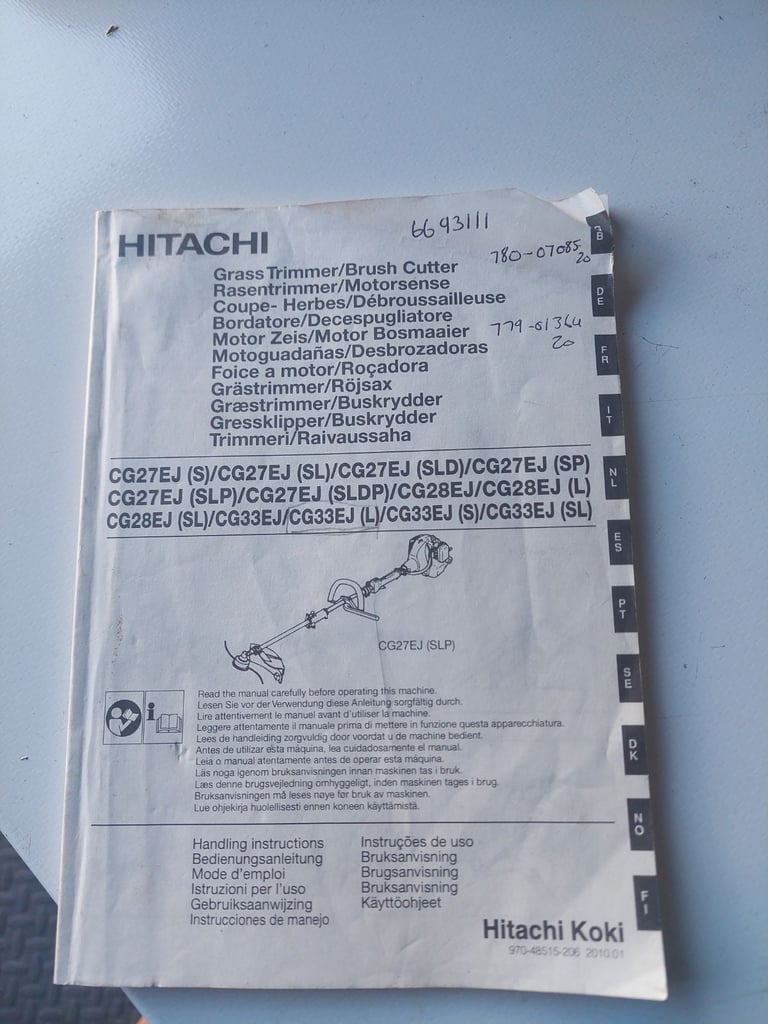 HITACHI
6693111
780-07085
20
Grass Trimmer/Brush Cutter
Rasentrimmer/Motorsense
Coupe- Herbes/Débroussailleuse
Bordatore/Decespugliatore
Motor Zeis/Motor Bosmaaier
779-01364
20
Motoguadañas/Desbrozadoras
Foice a motor/Roçadora
Grästrimmer/Röjsax
Græstrimmer/Buskrydder
Gressklipper/Buskrydder
Trimmeri/Raivaussaha
CG27EJ (S)/CG27EJ (SL)/CG27EJ (SLD)/CG27EJ (SP)
CG27EJ (SLP)/CG27EJ (SLDP)/CG28EJ/CG28EJ (L)
CG28EJ (SL)/CG33EJ/CG33EJ (L)/CG33EJ (S)/CG33EJ (SL)
CG27EJ (SLP)
Read the manual carefully before operating this machine.
Lesen Sie vor der Verwendung diese Anleitung sorgfältig durch.
Lire attentivement le manuel avant d'utiliser la machine.
Leggere attentamente il manuale prima di mettere in funzione questa apparecchiatura.
Lees de handleiding zorgvuldig door voordat u de machine bedient.
Antes de utilizar esta máquina, lea cuidadosamente el manual.
Leia o manual atentamente antes de operar esta máquina.
Läs noga igenom bruksanvisningen innan maskinen tas i bruk.
Læs denne brugsvejledning omhyggeligt, inden maskinen tages i brug.
Bruksanvisningen må leses nøye før bruk av maskinen.
Lue ohjekirja huolellisesti ennen koneen käyttämistä.
Handling instructions
Bedienungsanleitung
Mode d'emploi
Istruzioni per l'uso
Gebruiksaanwijzing
Instrucciones de manejo
Instruções de uso
Bruksanvisning
Brugsanvisning
Bruksanvisning
Käyttöohjeet
Hitachi Koki
970-48515-206 2010.01
GB
DE
FR
IT
NL
ES
PT
SE
DK
NO
FI